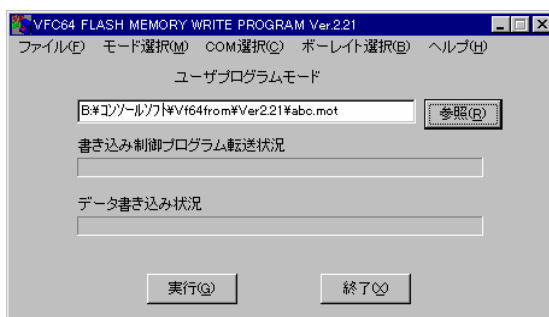 VFC64 FLASH MEMORY WRITE PROGRAM Ver.2.21
ファイル(F) モード選択(M) COM選択(C) ボーレイト選択(B) ヘルプ(H)
ユーザプログラムモード
B:¥コンソールソフト¥Vf64from¥Ver2.21¥abc.mot 参照(R)
書き込み制御プログラム転送状況
データ書き込み状況
実行(G) 終了(X)